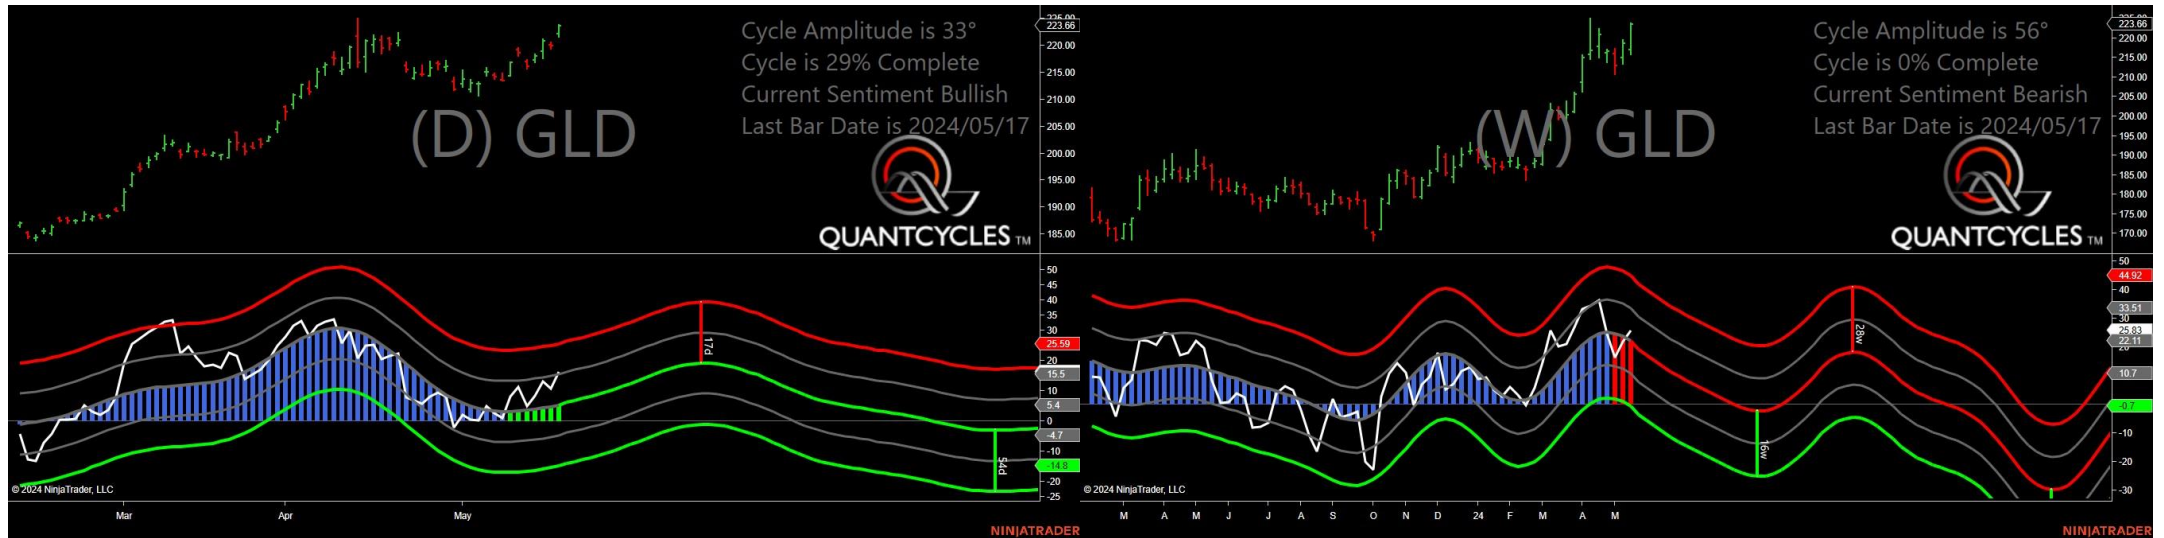 Cycle Amplitude is 33°
Cycle is 29% Complete
Current Sentiment Bullish
Last Bar Date is 2024/05/17
(D) GLD
QUANTCYCLES TM
225.00
223.66
220.00
215.00
210.00
205.00
200.00
195.00
190.00
185.00
50
45
40
35
30
25.59
20
15.5
10
5.4
0
-4.7
-10
-14.8
-20
-25
17d
54d
© 2024 NinjaTrader, LLC
Mar Apr May
NINJATRADER
Cycle Amplitude is 56°
Cycle is 0% Complete
Current Sentiment Bearish
Last Bar Date is 2024/05/17
(W) GLD
QUANTCYCLES TM
225.00
223.66
220.00
215.00
210.00
205.00
200.00
195.00
190.00
185.00
180.00
175.00
170.00
50
44.92
40
33.51
30
25.83
22.11
10.7
-0.7
-10
-20
-30
28w
16w
© 2024 NinjaTrader, LLC
M A M J J A S O N D 24 F M A M
NINJATRADER